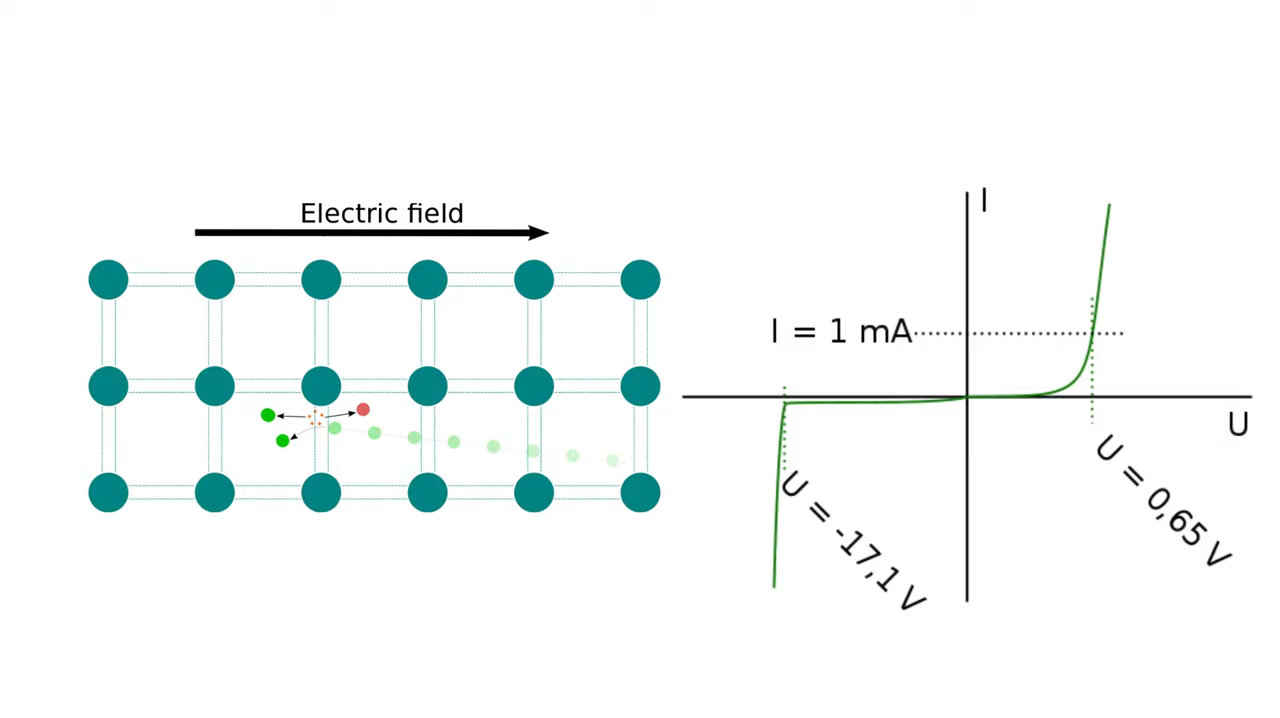 Electric field
I
I = 1 mA
U
U = 0,65 V
U = -17,1 V